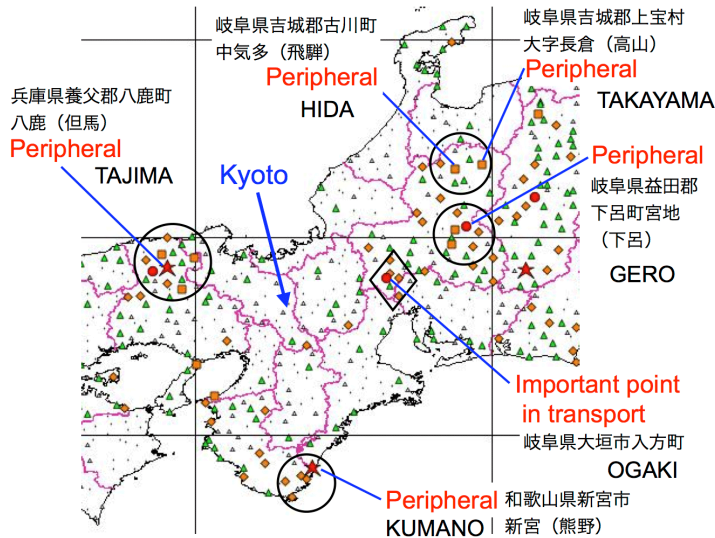 岐阜県吉城郡古川町
中気多（飛騨）
Peripheral
HIDA
岐阜県吉城郡上宝村
大字長倉（高山）
Peripheral
TAKAYAMA
兵庫県養父郡八鹿町
八鹿（但馬）
Peripheral
TAJIMA
Kyoto
Peripheral
岐阜県益田郡
下呂町宮地
（下呂）
GERO
Important point
in transport
岐阜県大垣市入方町
OGAKI
Peripheral
KUMANO
和歌山県新宮市
新宮（熊野）